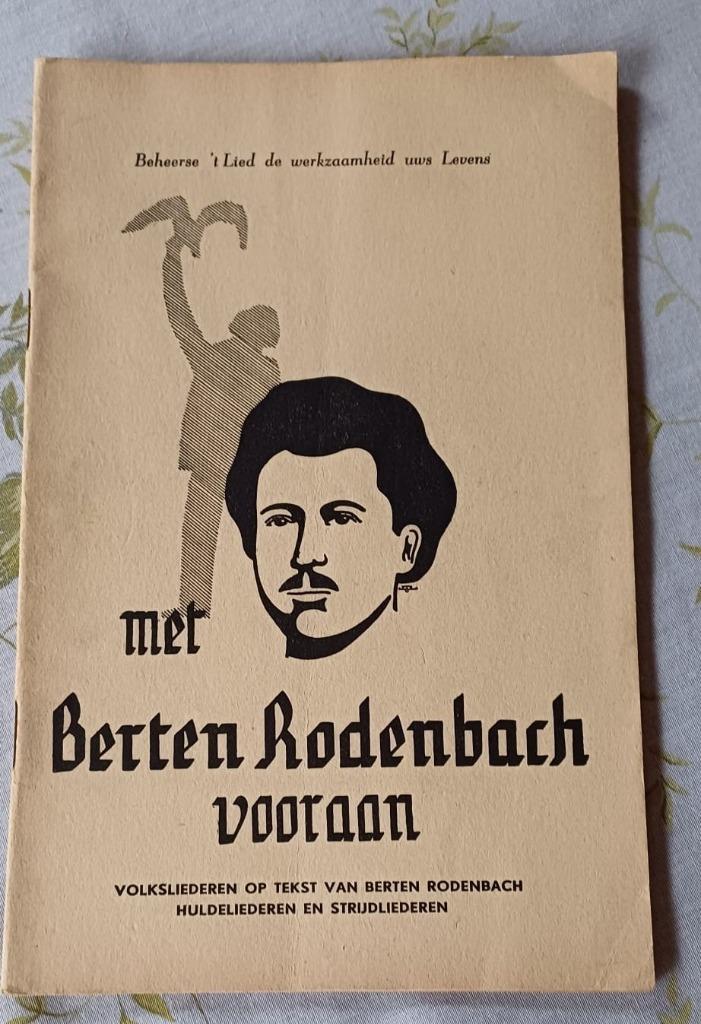 Beheerse 't Lied de werkzaamheid uws Levens
met
Berten Rodenbach
vooraan
VOLKSLIEDEREN OP TEKST VAN BERTEN RODENBACH
HULDELIEDEREN EN STRIJDLIEDEREN